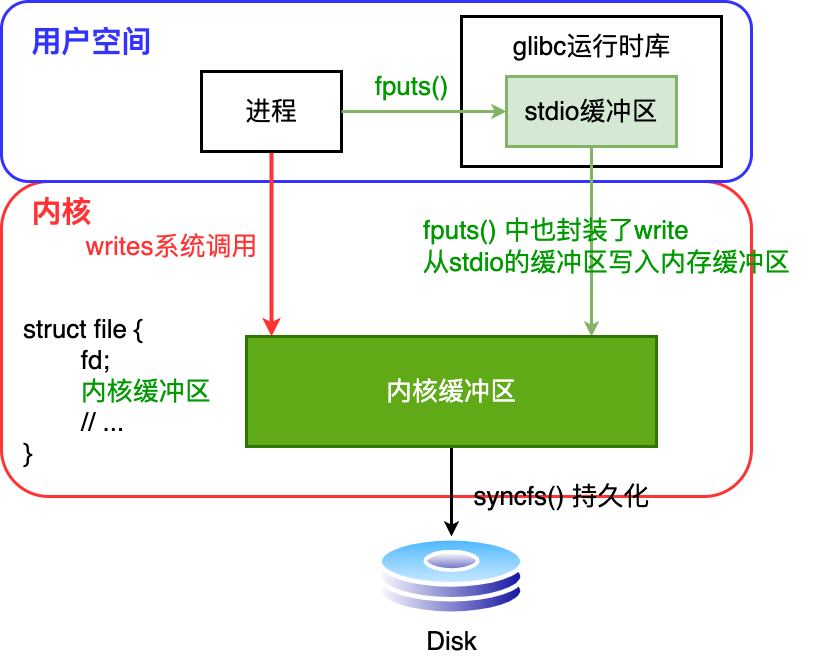 用户空间
glibc运行时库
进程
fputs()
stdio缓冲区
内核
writes系统调用
fputs() 中也封装了write
从stdio的缓冲区写入内存缓冲区
struct file {
fd;
内核缓冲区
// ...
}
内核缓冲区
syncfs() 持久化
Disk